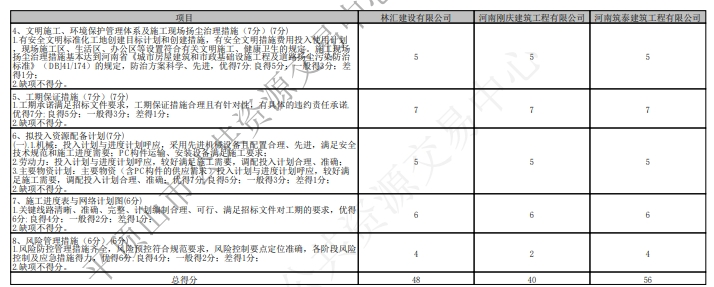 项目 林汇建设有限公司 河南刚庆建筑工程有限公司 河南筑泰建筑工程有限公司
4、文明施工、环境保护管理体系及施工现场扬尘治理措施（7分）(7分)
1.有安全文明标准化工地创建目标计划和创建措施，有安全文明措施费用投入使用计划
，现场施工区、生活区、办公区等设置符合有关文明施工、健康卫生的规定，施工现场
扬尘治理措施基本达到河南省《城市房屋建筑和市政基础设施工程及道路扬尘污染防治
标准》（DB41/174）的规定，防治方案科学、先进，优得7分；良得5分；一般得3分；差
得1分；
2.缺项不得分。
5 5 5
5、工期保证措施（7分）(7分)
1.工期承诺满足招标文件要求，工期保证措施合理且有针对性，有具体的违约责任承诺，
优得7分；良得5分；一般得3分；差得1分；
2.缺项不得分。
7 7 7
6、拟投入资源配备计划(7分)
(一).1.机械：投入计划与进度计划呼应，采用先进机械设备且配置合理、先进，满足安全
技术规范和施工进度需要；PC构件运输、安装设备满足施工要求；
2.劳动力：投入计划与进度计划呼应，较好满足施工需要，调配投入计划合理、准确；
3.主要物资计划：主要物资（含PC构件的供应需求）投入计划与进度计划呼应，较好满
足施工需要，调配投入计划合理、准确；优得7分；良得5分；一般得3分；差得1分；
2.缺项不得分。
5 5 5
7、施工进度表与网络计划图(6分)
1.关键线路清晰、准确、完整、计划编制合理、可行、满足招标文件对工期的要求，优得
6分；良得4分；一般得2分；差得1分；
2.缺项不得分。
6 6 6
8、风险管理措施（6分）(6分)
1.风险防控管理措施齐全，风险预控符合规范要求，风险控制要点定位准确，各阶段风险
控制及应急措施得力，优得6分；良得4分；一般得2分；差得1分；
2.缺项不得分。
4 2 4
总得分 48 40 56